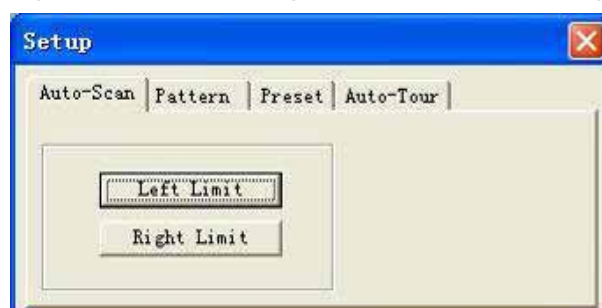 Setup
Auto-Scan Pattern Preset Auto-Tour
Left Limit
Right Limit